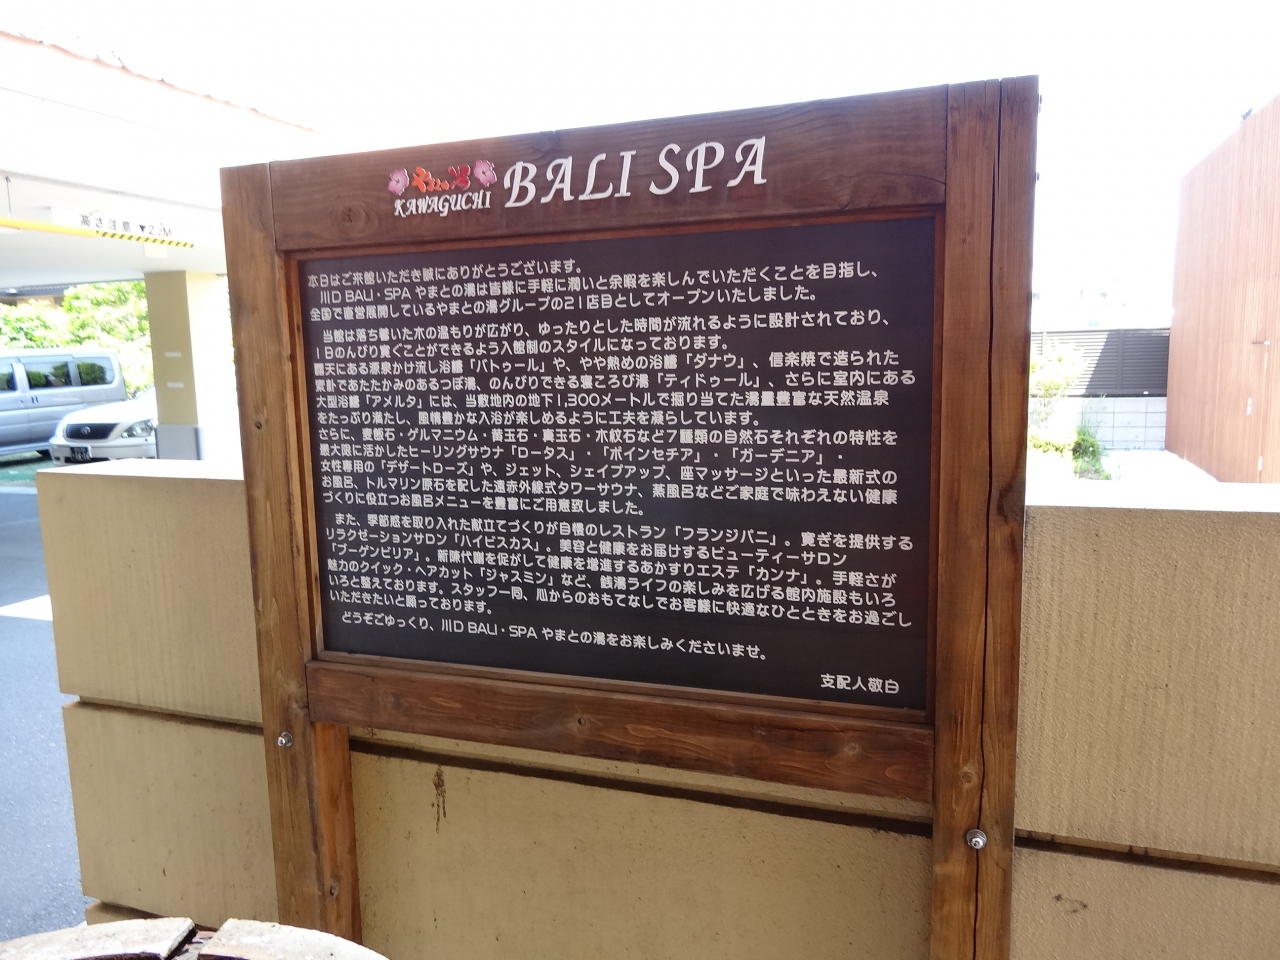 高さ注意 ▼2.3M
やまとの湯
KAWAGUCHI
BALI SPA
本日はご来館いただき誠にありがとうございます。
川口 BALI・SPA やまとの湯は皆様に手軽に潤いと余暇を楽しんでいただくことを目指し、
全国で直営展開しているやまとの湯グループの21店目としてオープンいたしました。
当館は落ち着いた木の温もりが広がり、ゆったりとした時間が流れるように設計されており、
1日のんびり寛ぐことができるよう入館制のスタイルになっております。
露天にある源泉かけ流し浴槽「バトゥール」や、やや熱めの浴槽「ダナウ」、信楽焼で造られた
素朴であたたかみのあるつぼ湯、のんびりできる寝ころび湯「ティドゥール」、さらに室内にある
大型浴槽「アメルタ」には、当敷地内の地下1,300メートルで掘り当てた湯量豊富な天然温泉
をたっぷり満たし、風情豊かな入浴が楽しめるように工夫を凝らしています。
さらに、麦飯石・ゲルマニウム・黄玉石・真玉石・木紋石など7種類の自然石それぞれの特性を
最大限に活かしたヒーリングサウナ「ロータス」・「ポインセチア」・「ガーデニア」・
女性専用の「デザートローズ」や、ジェット、シェイプアップ、座マッサージといった最新式の
お風呂、トルマリン原石を配した遠赤外線式タワーサウナ、蒸風呂などご家庭で味わえない健康
づくりに役立つお風呂メニューを豊富にご用意致しました。
また、季節感を取り入れた献立てづくりが自慢のレストラン「フランジパニ」。寛ぎを提供する
リラクゼーションサロン「ハイビスカス」。美容と健康をお届けするビューティーサロン
「ブーゲンビリア」。新陳代謝を促がして健康を増進するあかすりエステ「カンナ」。手軽さが
魅力のクイック・ヘアカット「ジャスミン」など、銭湯ライフの楽しみを広げる館内施設もいろ
いろと整えております。スタッフ一同、心からのおもてなしでお客様に快適なひとときをお過ごし
いただきたいと願っております。
どうぞごゆっくり、川口 BALI・SPA やまとの湯をお楽しみくださいませ。
支配人敬白